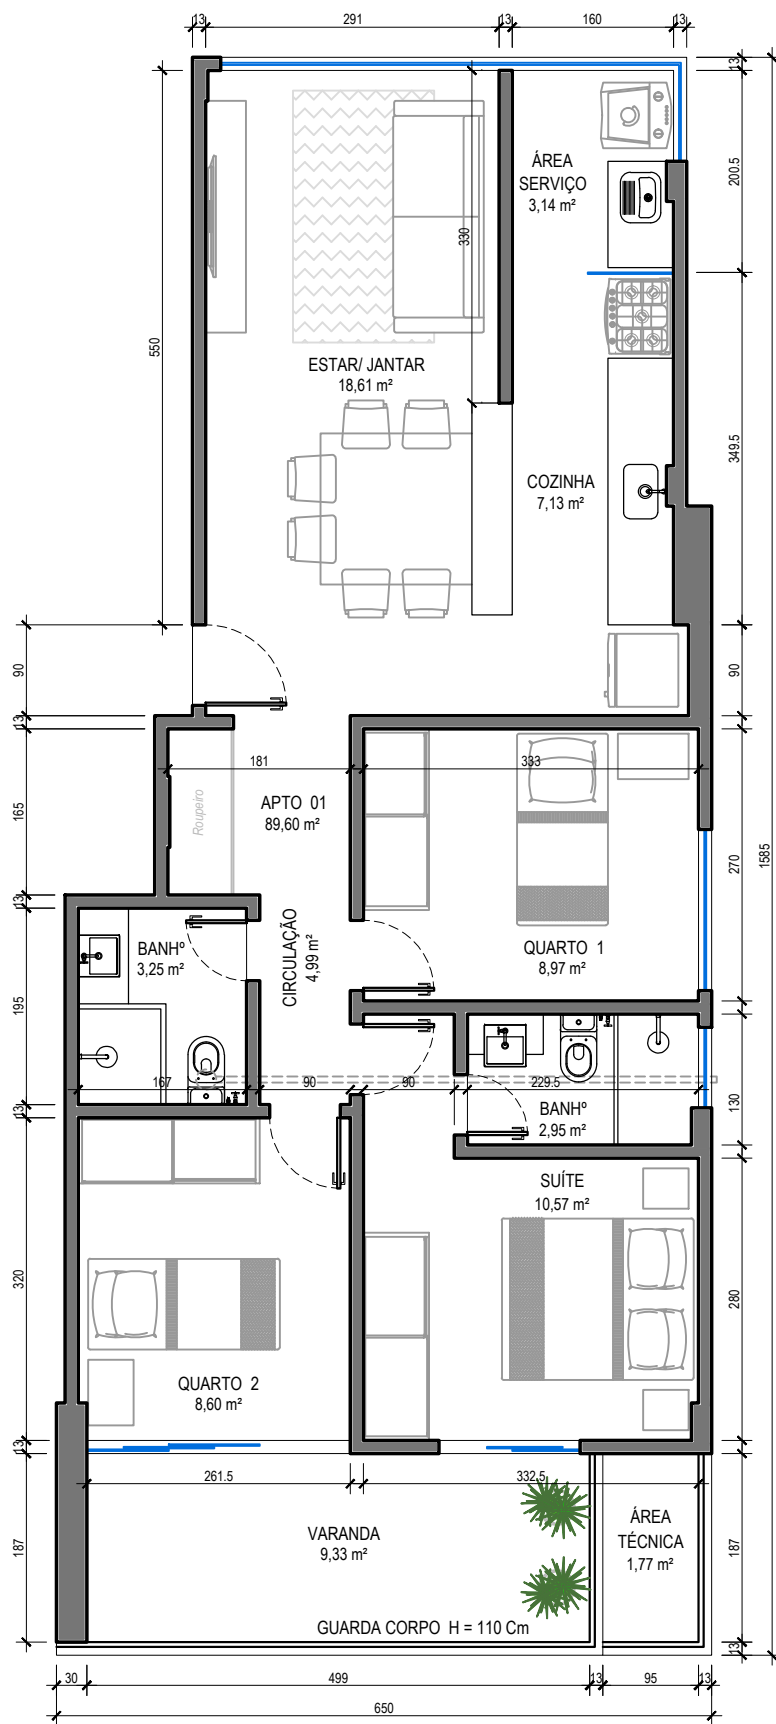 13
291
13
160
13
13
ÁREA
SERVIÇO
3,14 m²
200.5
330
550
ESTAR/ JANTAR
18,61 m²
349.5
COZINHA
7,13 m²
90
90
13
13
181
333
165
Roupeiro
APTO 01
89,60 m²
270
1585
13
BANHº
3,25 m²
CIRCULAÇÃO
4,99 m²
QUARTO 1
8,97 m²
195
13
167
90
90
229.5
130
BANHº
2,95 m²
13
13
SUÍTE
10,57 m²
320
280
QUARTO 2
8,60 m²
13
13
261.5
332.5
187
VARANDA
9,33 m²
ÁREA
TÉCNICA
1,77 m²
187
GUARDA CORPO H = 110 Cm
13
30
499
13
95
13
650